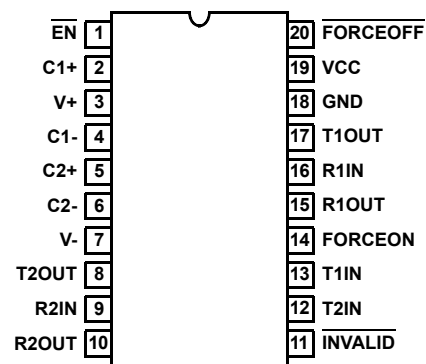 EN 1 20 FORCEOFF
C1+ 2 19 VCC
V+ 3 18 GND
C1- 4 17 T1OUT
C2+ 5 16 R1IN
C2- 6 15 R1OUT
V- 7 14 FORCEON
T2OUT 8 13 T1IN
R2IN 9 12 T2IN
R2OUT 10 11 INVALID